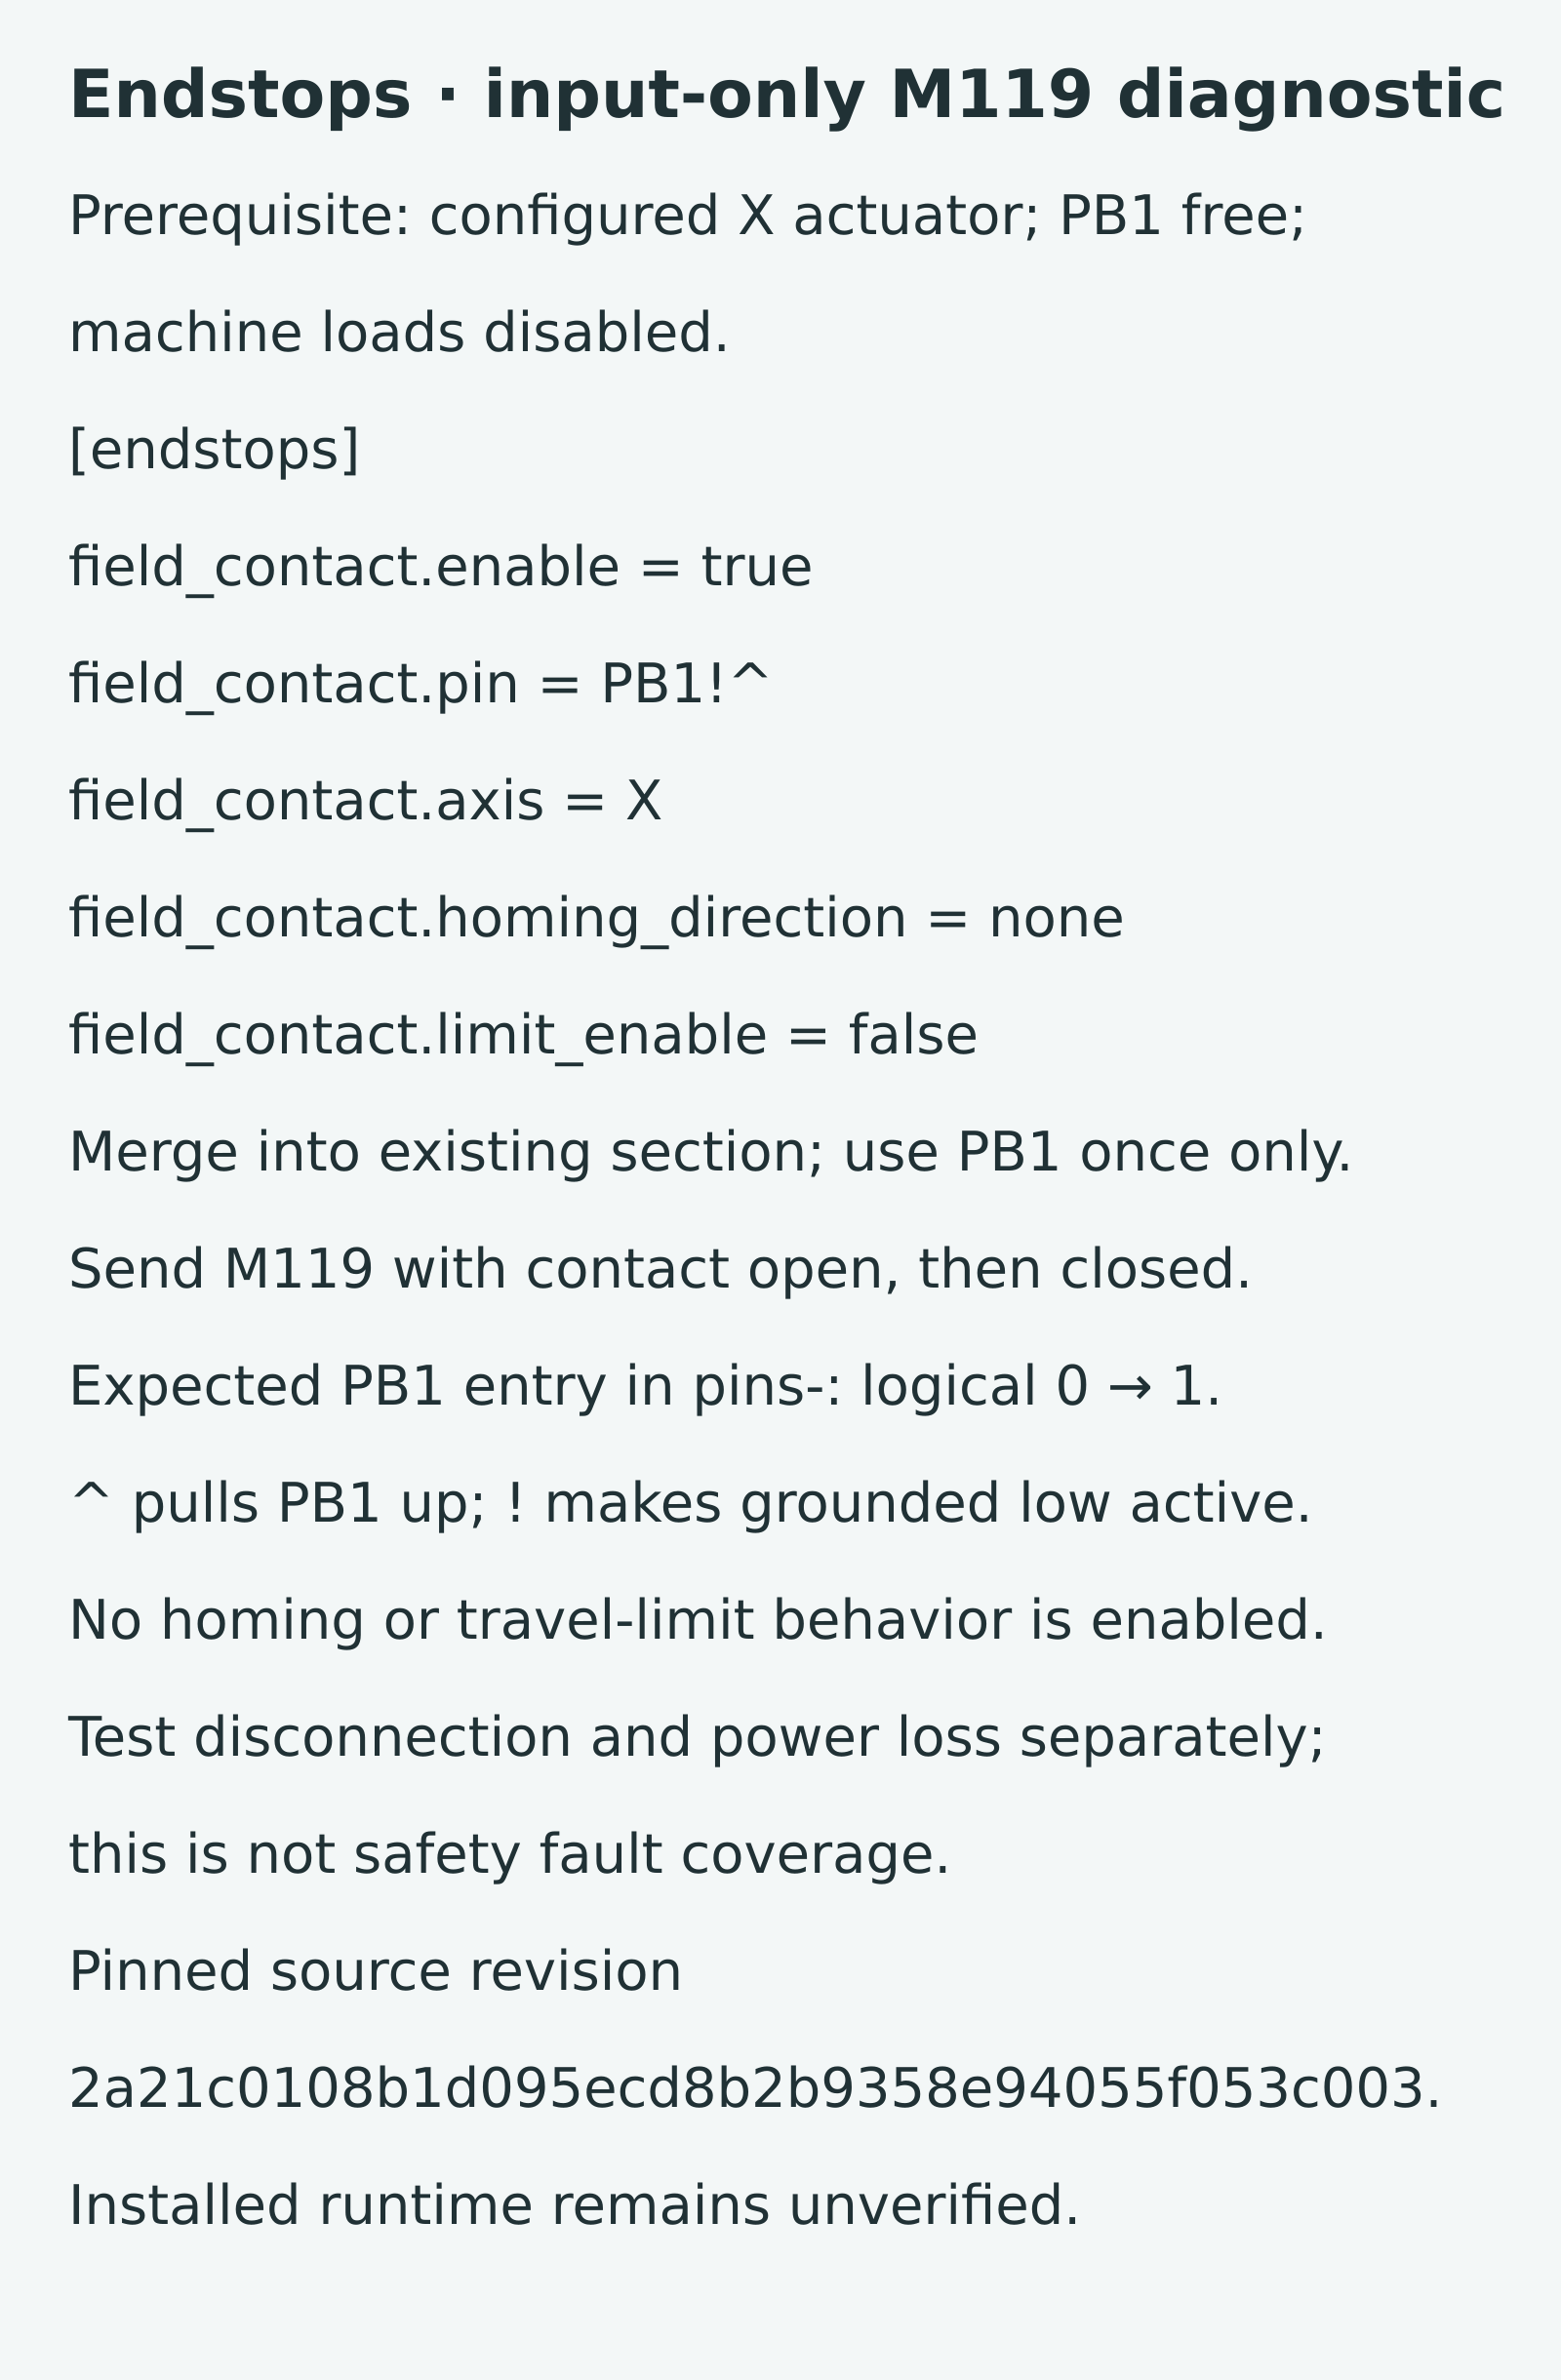 Endstops · input-only M119 diagnostic
Prerequisite: configured X actuator; PB1 free;
machine loads disabled.
[endstops]
field_contact.enable = true
field_contact.pin = PB1!^
field_contact.axis = X
field_contact.homing_direction = none
field_contact.limit_enable = false
Merge into existing section; use PB1 once only.
Send M119 with contact open, then closed.
Expected PB1 entry in pins-: logical 0 → 1.
^ pulls PB1 up; ! makes grounded low active.
No homing or travel-limit behavior is enabled.
Test disconnection and power loss separately;
this is not safety fault coverage.
Pinned source revision
2a21c0108b1d095ecd8b2b9358e94055f053c003.
Installed runtime remains unverified.